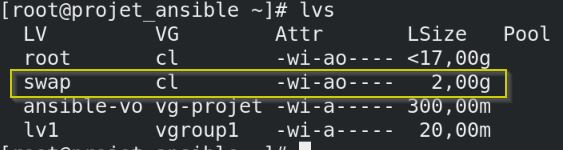 [root@projet_ansible ~]# lvs
LV VG Attr LSize Pool
root cl -wi-ao---- <17,00g
swap cl -wi-ao---- 2,00g
ansible-vo vg-projet -wi-a----- 300,00m
lv1 vgroup1 -wi-a----- 20,00m
[root@projet_ansible ~]#